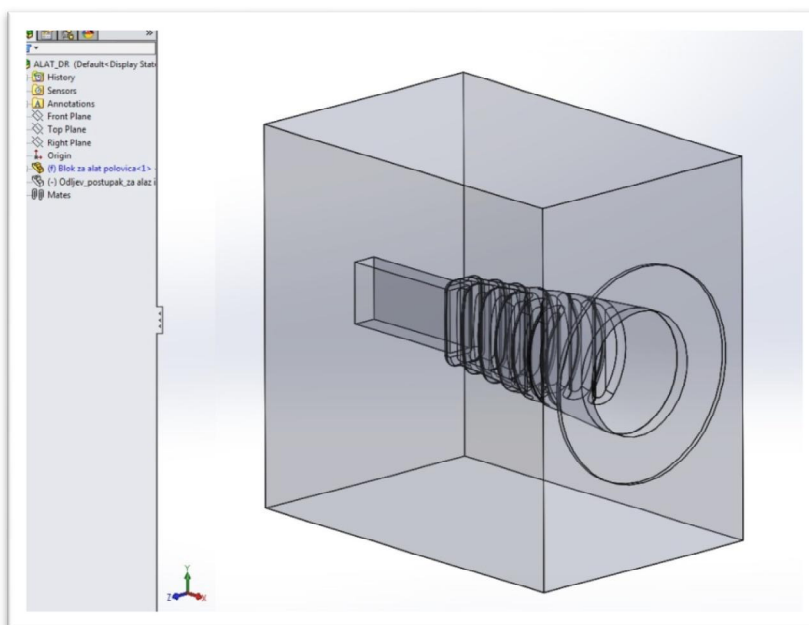 »
ALAT_DR (Default<Display Stat
History
Sensors
A Annotations
Front Plane
Top Plane
Right Plane
Origin
(f) Blok za alat polovica<1>
(-) Odljev_postupak_za alaz i
Mates
Y
Z
X